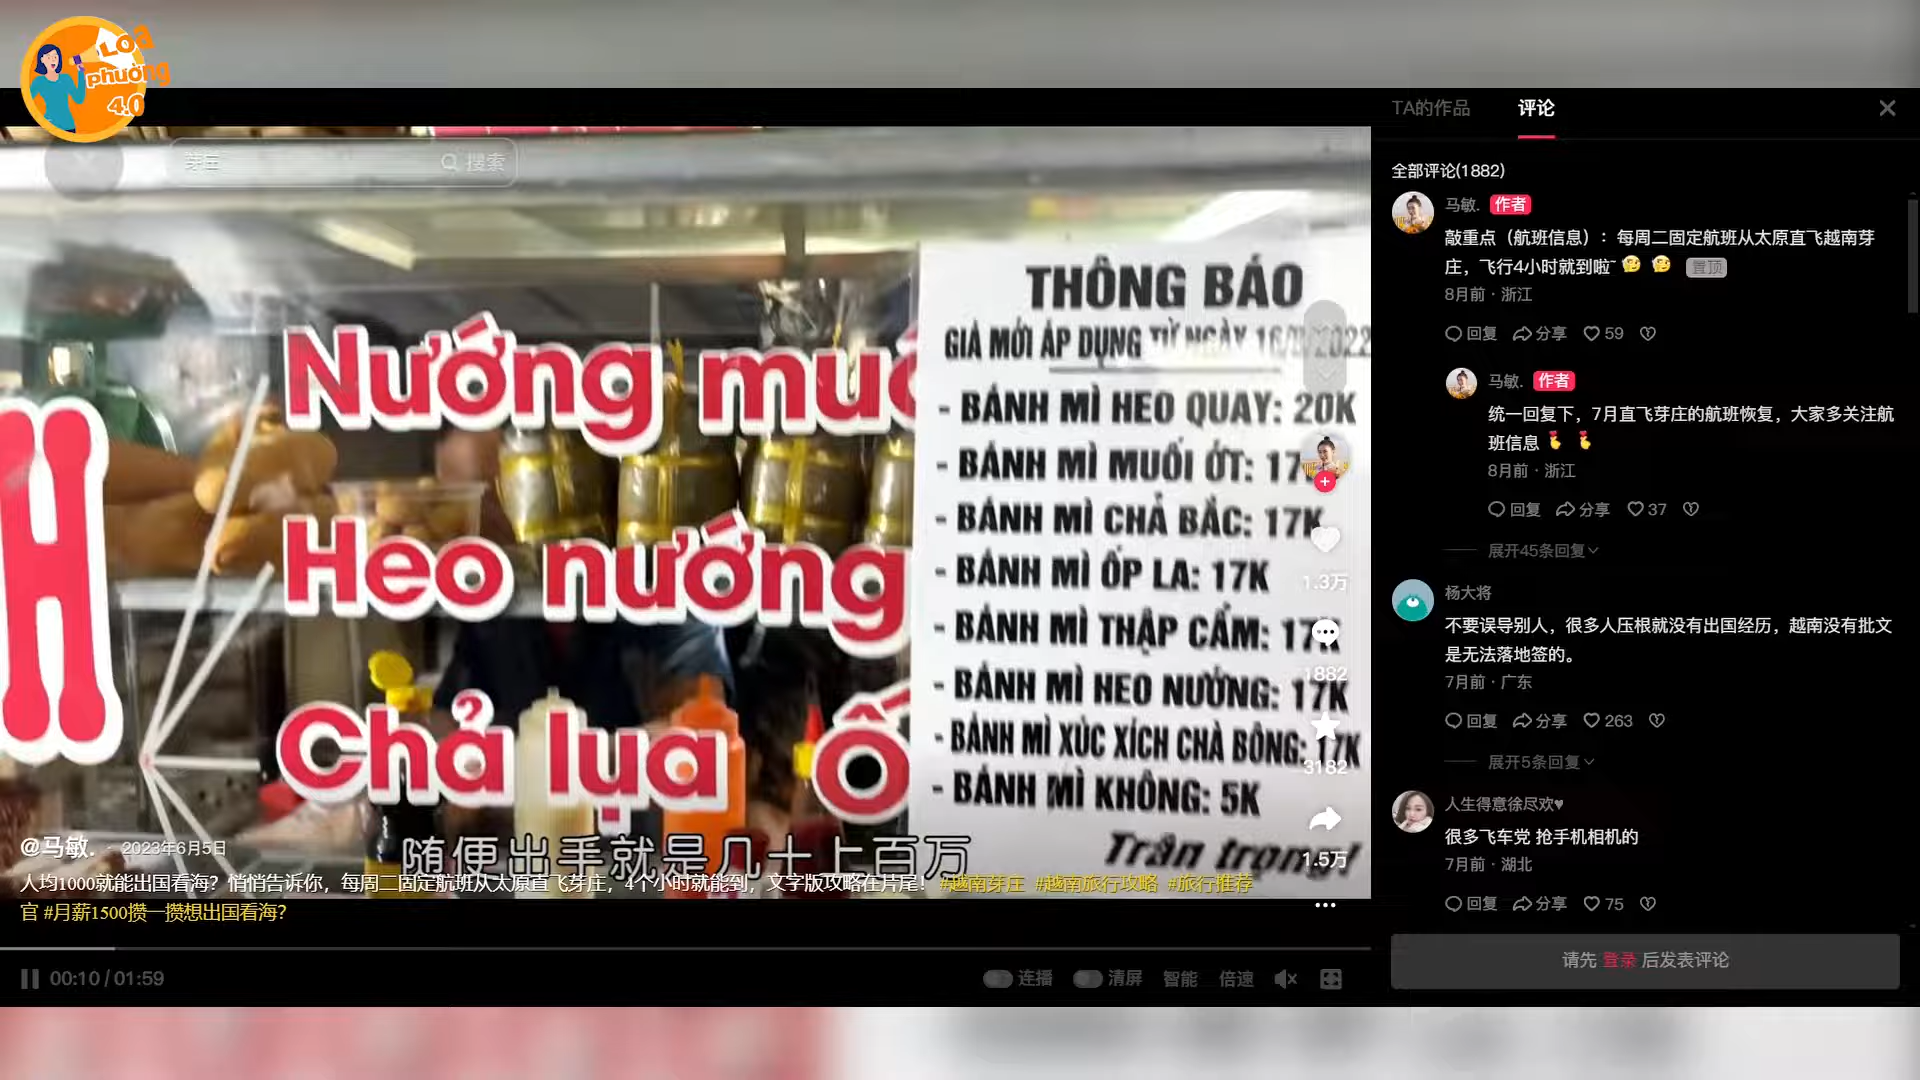 Loa
phường
4.0
芽庄
搜索
H
Nướng
Heo nướng
Chả lụa
THÔNG BÁO
GIÁ MỚI ÁP DỤNG TỪ NGÀY
- BÁNH MÌ HEO QUAY: 20K
- BÁNH MÌ MUỐI ỚT: 17K
- BÁNH MÌ CHẢ BẮC: 17K
- BÁNH MÌ ỐP LA: 17K
- BÁNH MÌ THẬP CẨM: 17K
- BÁNH MÌ HEO NƯỚNG: 17K
- BÁNH MÌ XÚC XÍCH CHÀ BÔNG: 17K
- BÁNH MÌ KHÔNG: 5K
Trân trọng!
1.3万
1882
3182
1.5万
随便出手就是几十上百万
@马敏. · 2023年6月5日
人均1000就能出国看海？悄悄告诉你，每周二固定航班从太原直飞芽庄，4个小时就能到，文字版攻略在片尾！ #越南芽庄 #越南旅行攻略 #旅行推荐
官 #月薪1500攒一攒想出国看海？
00:10 / 01:59
连播
清屏
智能
倍速
TA的作品
评论
全部评论(1882)
马敏. 作者
敲重点（航班信息）：每周二固定航班从太原直飞越南芽
庄，飞行4小时就到啦~ 置顶
8月前 · 浙江
回复 分享 59
马敏. 作者
统一回复下，7月直飞芽庄的航班恢复，大家多关注航
班信息
8月前 · 浙江
回复 分享 37
展开45条回复
杨大将
不要误导别人，很多人压根就没有出国经历，越南没有批文
是无法落地签的。
7月前 · 广东
回复 分享 263
展开5条回复
人生得意徐尽欢♥
很多飞车党 抢手机相机的
7月前 · 湖北
回复 分享 75
请先 登录 后发表评论